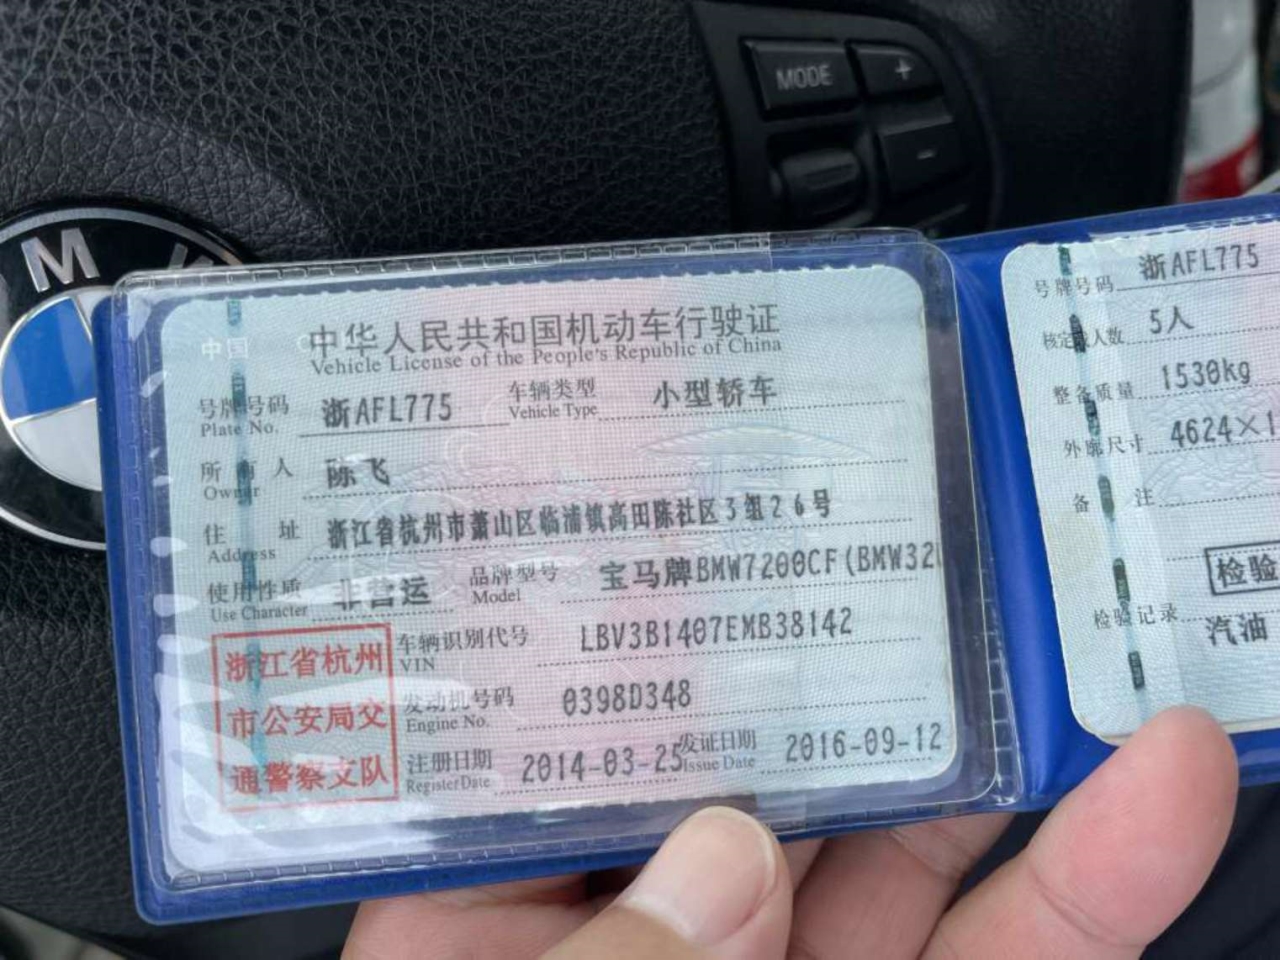 MODE
+
-
M
中国
中华人民共和国机动车行驶证
Vehicle License of the People's Republic of China
号牌号码 浙AFL775 车辆类型 小型轿车
Plate No. Vehicle Type
所有人 陈飞
Owner
住址 浙江省杭州市萧山区临浦镇高田陈社区3组26号
Address
使用性质 非营运 品牌型号 宝马牌BMW7200CF(BMW32
Use Character Model
浙江省杭州
市公安局交
通警察支队
车辆识别代号 LBV3B1407EMB38142
VIN
发动机号码 0398D348
Engine No.
注册日期 2014-03-25 发证日期 2016-09-12
Register Date Issue Date
号牌号码 浙AFL775
核定载人数 5人
整备质量 1530kg
外廓尺寸 4624×1
备注
检验
检验记录
汽油